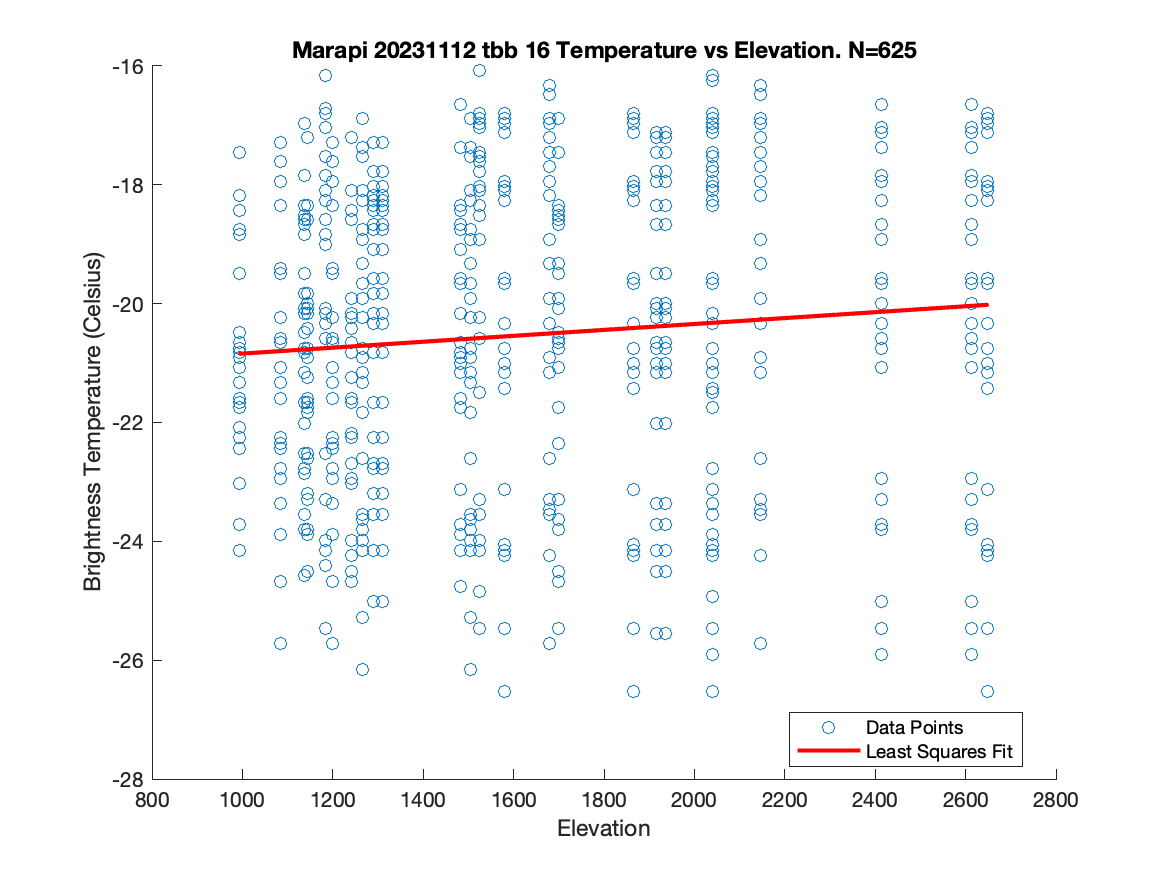 Marapi 20231112 tbb 16 Temperature vs Elevation. N=625
-16
-18
-20
-22
-24
-26
-28
Brightness Temperature (Celsius)
Data Points
Least Squares Fit
800 1000 1200 1400 1600 1800 2000 2200 2400 2600 2800
Elevation